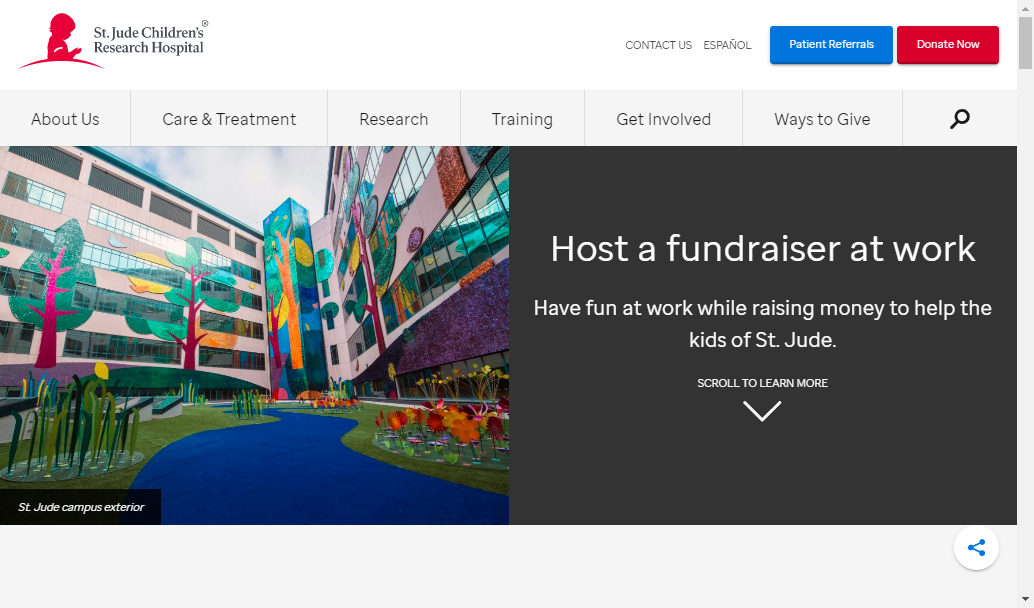 St. Jude Children's®
Research Hospital
CONTACT US ESPAÑOL Patient Referrals Donate Now
About Us Care & Treatment Research Training Get Involved Ways to Give
Host a fundraiser at work
Have fun at work while raising money to help the
kids of St. Jude.
SCROLL TO LEARN MORE
St. Jude campus exterior